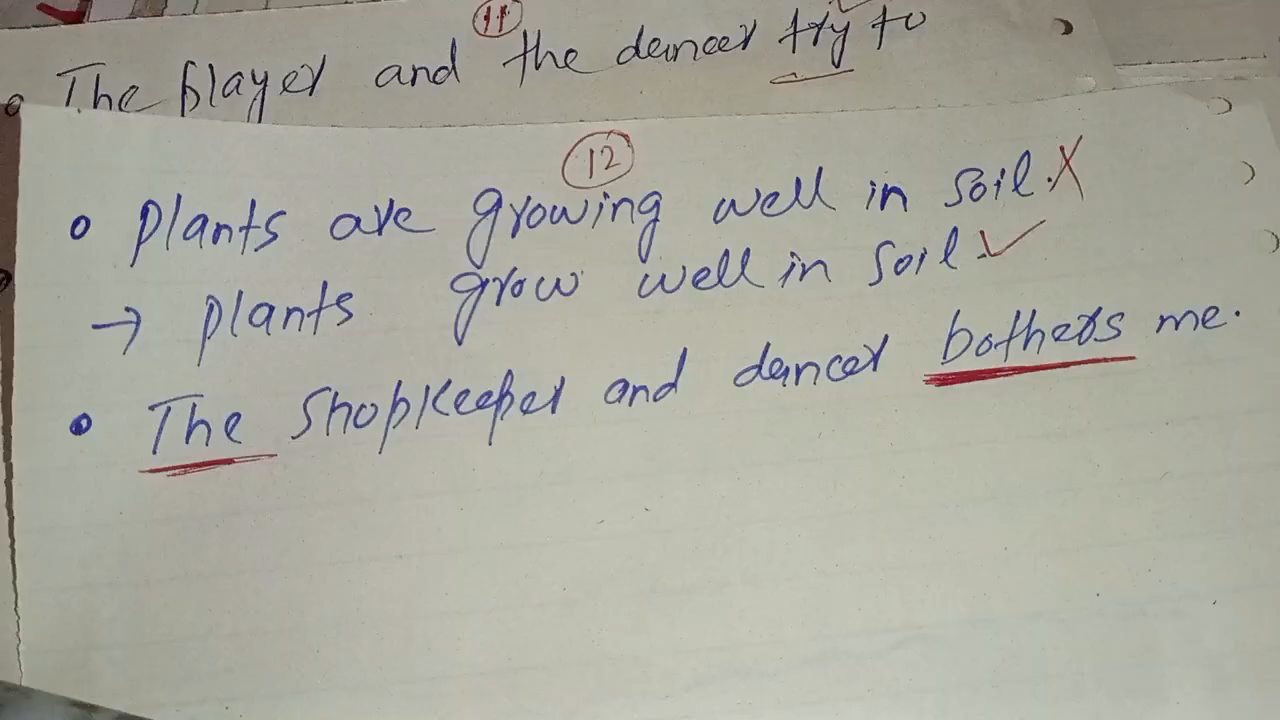 11
• The player and the dancer try to
12
• plants are growing well in soil. X
→ plants grow well in soil. ✓
• The Shopkeeper and dancer bothers me.